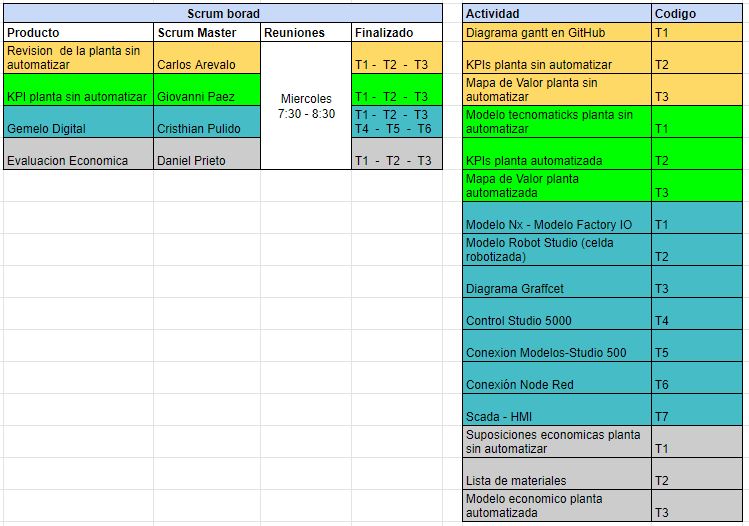 Scrum borad
Producto Scrum Master Reuniones Finalizado
Revision de la planta sin
automatizar Carlos Arevalo T1 - T2 - T3
KPI planta sin automatizar Giovanni Paez T1 - T2 - T3
Miercoles
7:30 - 8:30
Gemelo Digital Cristhian Pulido T1 - T2 - T3
T4 - T5 - T6
Evaluacion Economica Daniel Prieto T1 - T2 - T3
Actividad Codigo
Diagrama gantt en GitHub T1
KPIs planta sin automatizar T2
Mapa de Valor planta sin
automatizar T3
Modelo tecnomaticks planta sin
automatizar T1
KPIs planta automatizada T2
Mapa de Valor planta
automatizada T3
Modelo Nx - Modelo Factory IO T1
Modelo Robot Studio (celda
robotizada) T2
Diagrama Graffcet T3
Control Studio 5000 T4
Conexion Modelos-Studio 500 T5
Conexión Node Red T6
Scada - HMI T7
Suposiciones economicas planta
sin automatizar T1
Lista de materiales T2
Modelo economico planta
automatizada T3